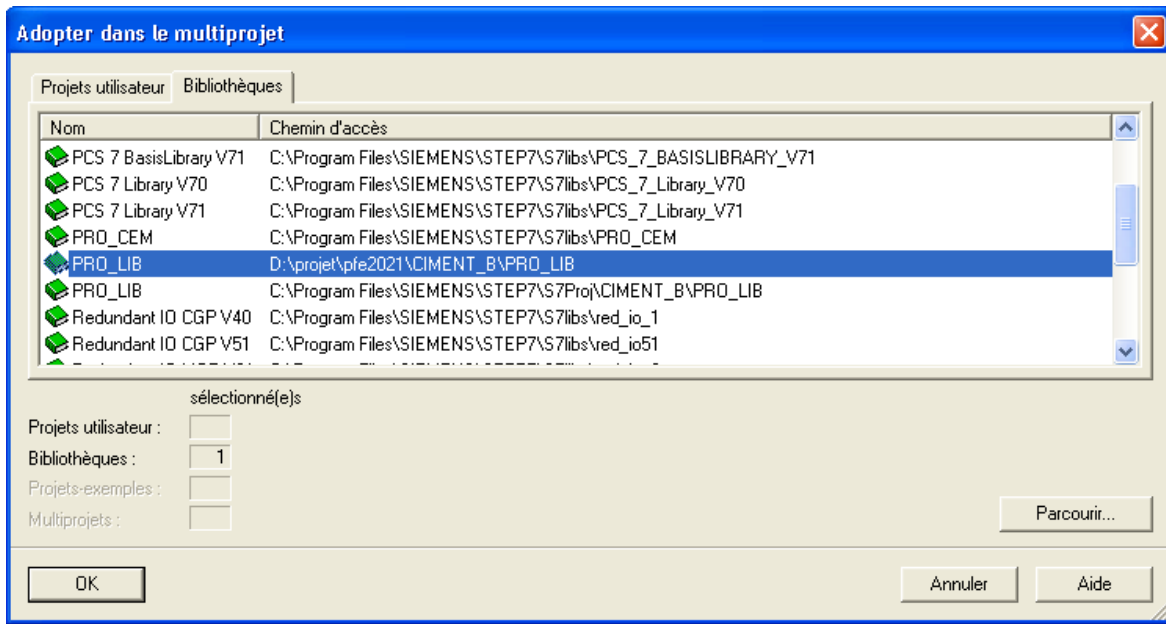 Adopter dans le multiprojet
Projets utilisateur Bibliothèques
Nom Chemin d'accès
PCS 7 BasisLibrary V71 C:\Program Files\SIEMENS\STEP7\S7libs\PCS_7_BASISLIBRARY_V71
PCS 7 Library V70 C:\Program Files\SIEMENS\STEP7\S7libs\PCS_7_Library_V70
PCS 7 Library V71 C:\Program Files\SIEMENS\STEP7\S7libs\PCS_7_Library_V71
PRO_CEM C:\Program Files\SIEMENS\STEP7\S7libs\PRO_CEM
PRO_LIB D:\projet\pfe2021\CIMENT_B\PRO_LIB
PRO_LIB C:\Program Files\SIEMENS\STEP7\S7Proj\CIMENT_B\PRO_LIB
Redundant IO CGP V40 C:\Program Files\SIEMENS\STEP7\S7libs\red_io_1
Redundant IO CGP V51 C:\Program Files\SIEMENS\STEP7\S7libs\red_io51
sélectionné(e)s
Projets utilisateur :
Bibliothèques : 1
Projets-exemples :
Multiprojets :
Parcourir...
OK Annuler Aide